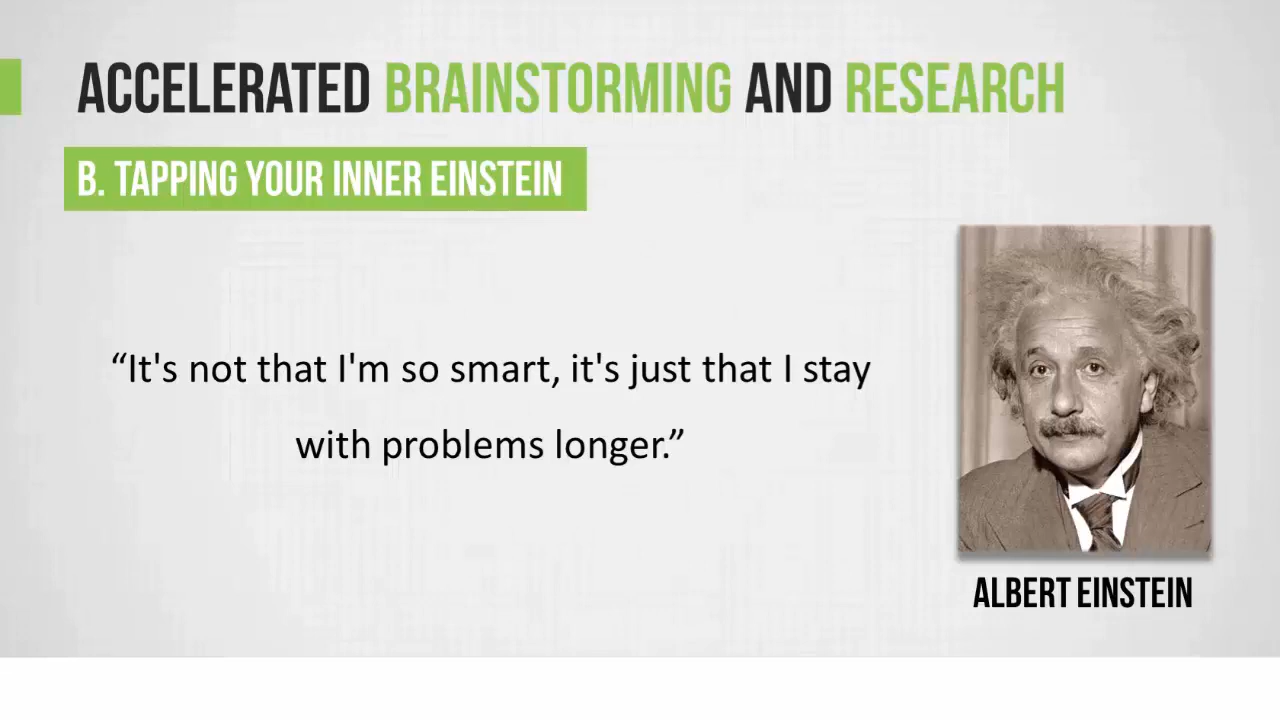 ACCELERATED BRAINSTORMING AND RESEARCH
B. TAPPING YOUR INNER EINSTEIN
“It's not that I'm so smart, it's just that I stay
with problems longer.”
ALBERT EINSTEIN